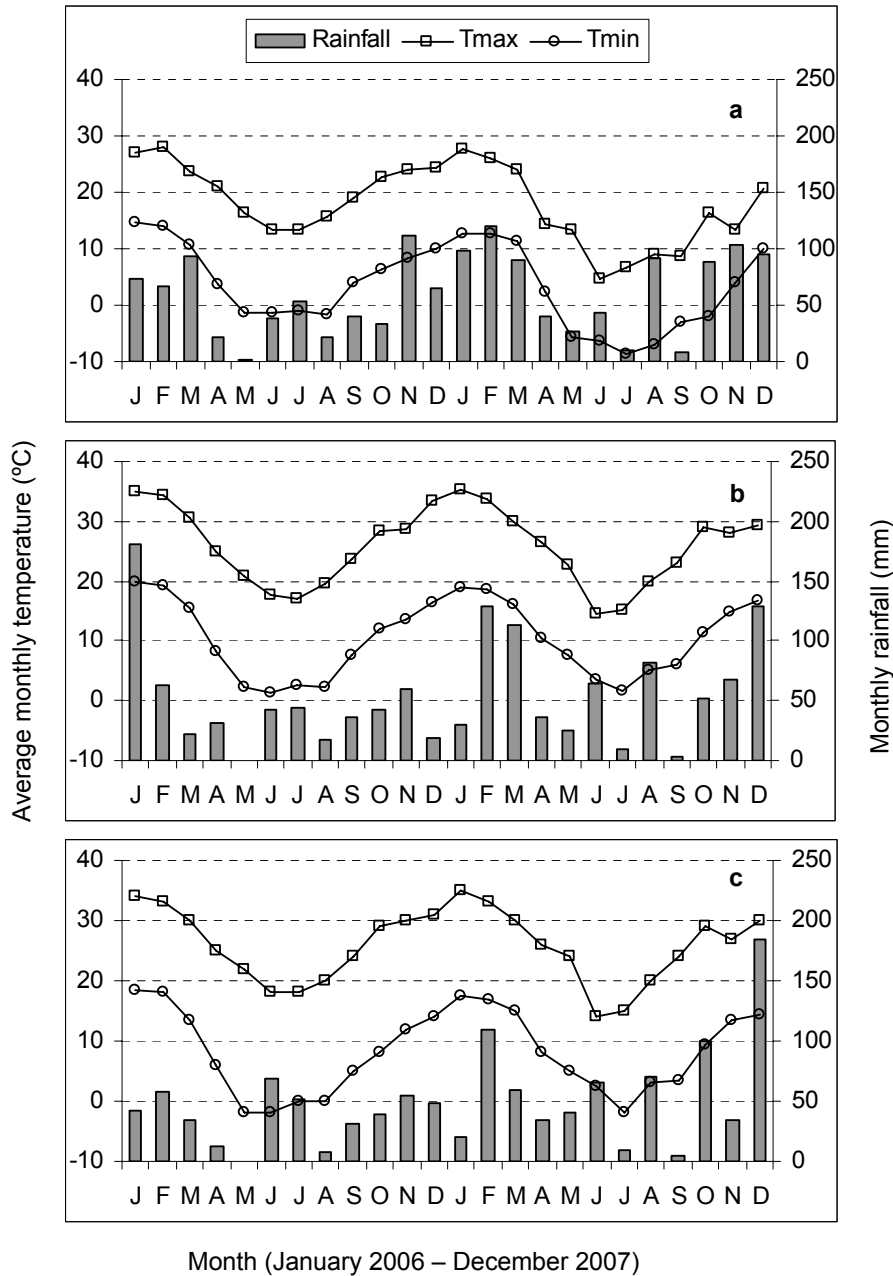 Rainfall Tmax Tmin
a
40 250
30 200
20 150
10 100
0 50
-10 0
J F M A M J J A S O N D J F M A M J J A S O N D
b
40 250
30 200
20 150
10 100
0 50
-10 0
J F M A M J J A S O N D J F M A M J J A S O N D
c
40 250
30 200
20 150
10 100
0 50
-10 0
J F M A M J J A S O N D J F M A M J J A S O N D
Average monthly temperature (ºC)
Monthly rainfall (mm)
Month (January 2006 – December 2007)